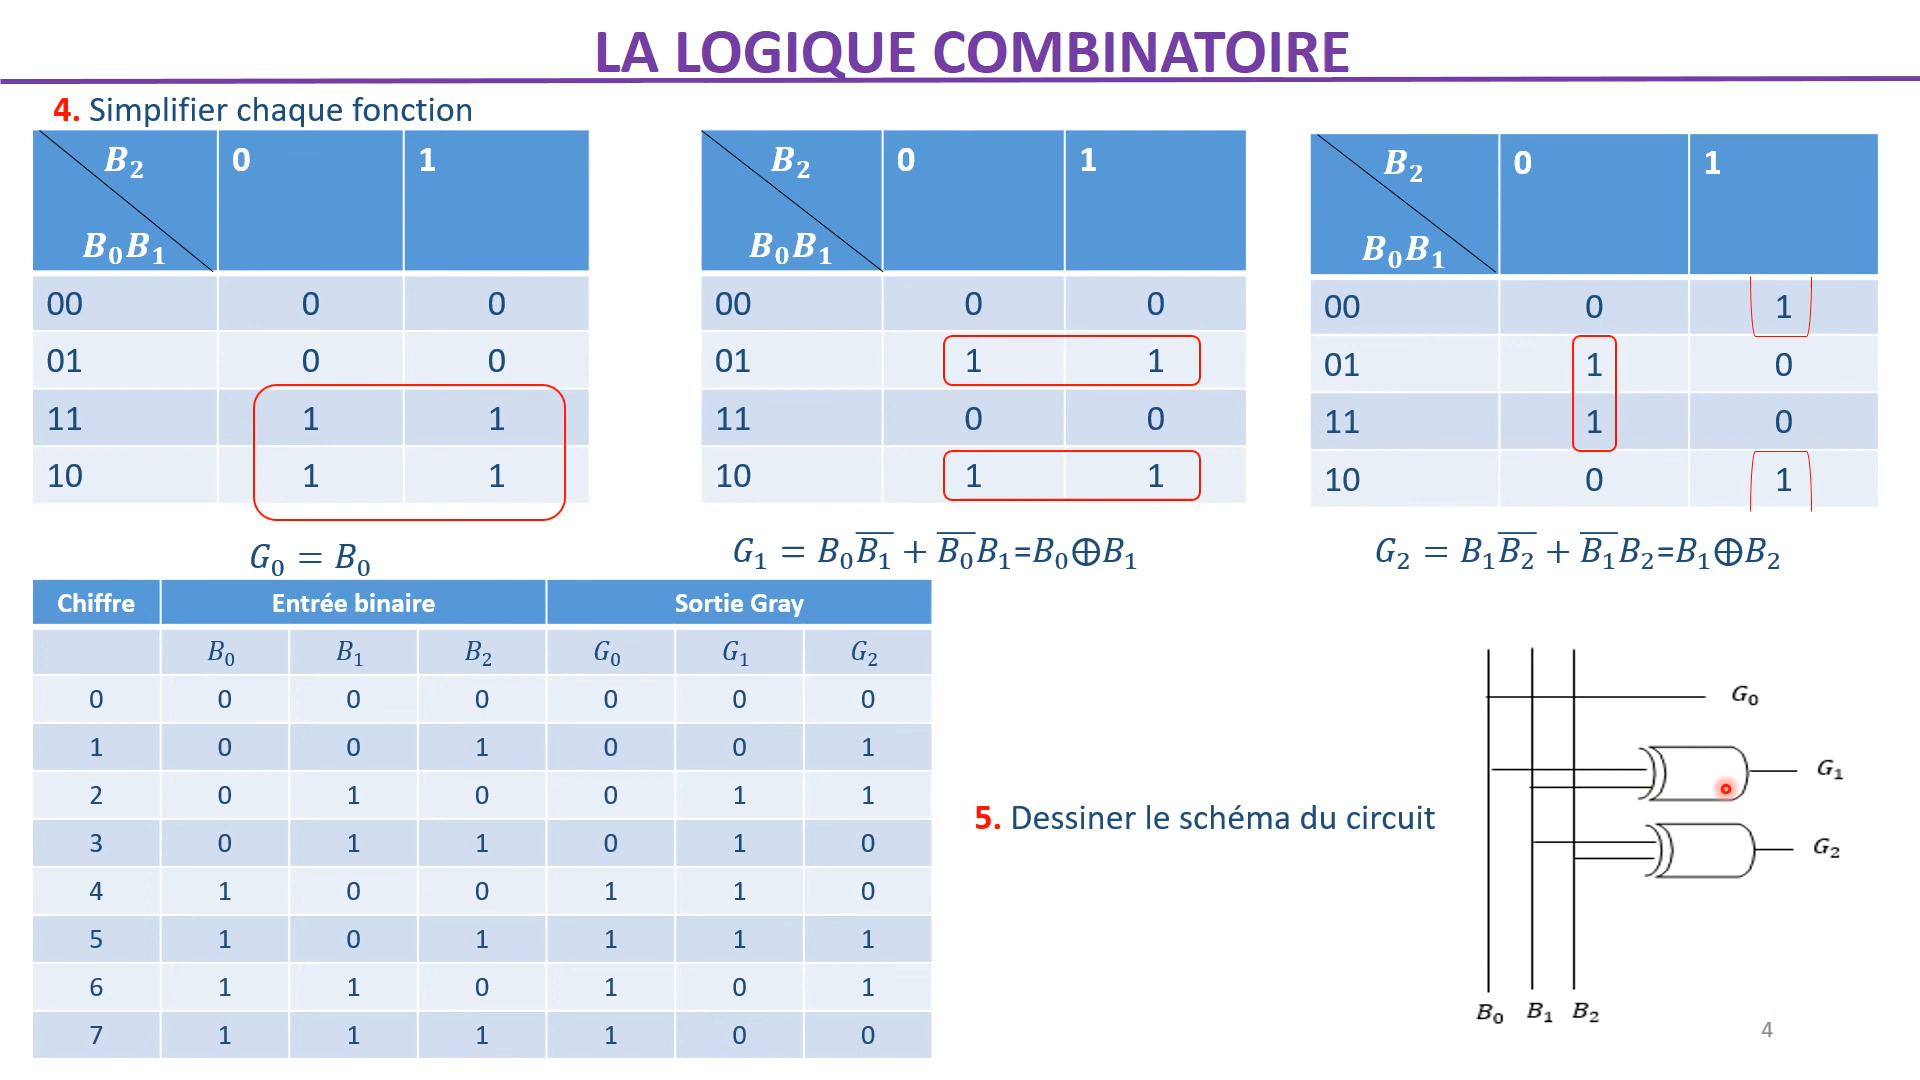 LA LOGIQUE COMBINATOIRE
4. Simplifier chaque fonction
B₂ 0 1
B₀B₁
00 0 0
01 0 0
11 1 1
10 1 1
G₀ = B₀
B₂ 0 1
B₀B₁
00 0 0
01 1 1
11 0 0
10 1 1
G₁ = B₀B̅₁ + B̅₀B₁=B₀⊕B₁
B₂ 0 1
B₀B₁
00 0 1
01 1 0
11 1 0
10 0 1
G₂ = B₁B̅₂ + B̅₁B₂=B₁⊕B₂
Chiffre Entrée binaire Sortie Gray
B₀ B₁ B₂ G₀ G₁ G₂
0 0 0 0 0 0 0
1 0 0 1 0 0 1
2 0 1 0 0 1 1
3 0 1 1 0 1 0
4 1 0 0 1 1 0
5 1 0 1 1 1 1
6 1 1 0 1 0 1
7 1 1 1 1 0 0
5. Dessiner le schéma du circuit
G₀
G₁
G₂
B₀ B₁ B₂
4